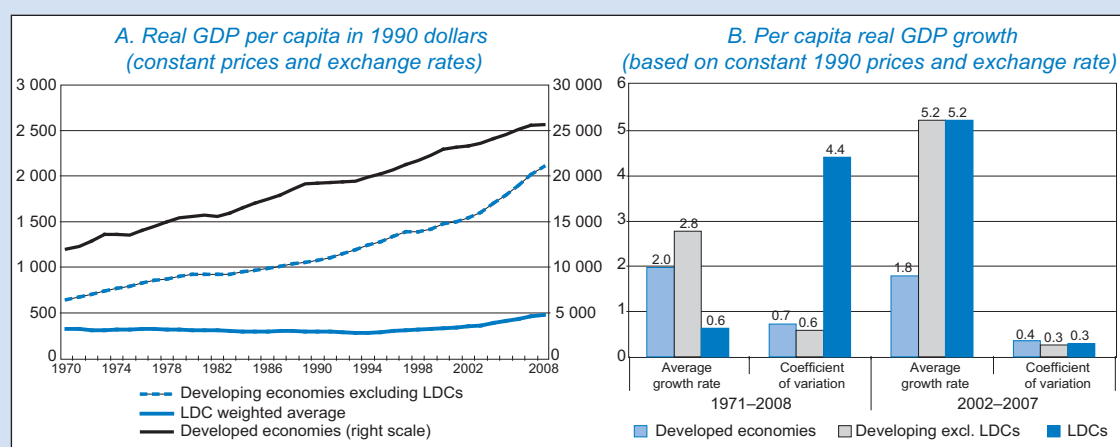 A. Real GDP per capita in 1990 dollars
(constant prices and exchange rates)
3 000
2 500
2 000
1 500
1 000
500
0
30 000
25 000
20 000
15 000
10 000
5 000
0
1970 1974 1978 1982 1986 1990 1994 1998 2002 2008
Developing economies excluding LDCs
LDC weighted average
Developed economies (right scale)
B. Per capita real GDP growth
(based on constant 1990 prices and exchange rate)
6
5
4
3
2
1
0
2.0 2.8 0.6 0.7 0.6 4.4 1.8 5.2 5.2 0.4 0.3 0.3
Average Coefficient Average Coefficient
growth rate of variation growth rate of variation
1971–2008 2002–2007
Developed economies Developing excl. LDCs LDCs